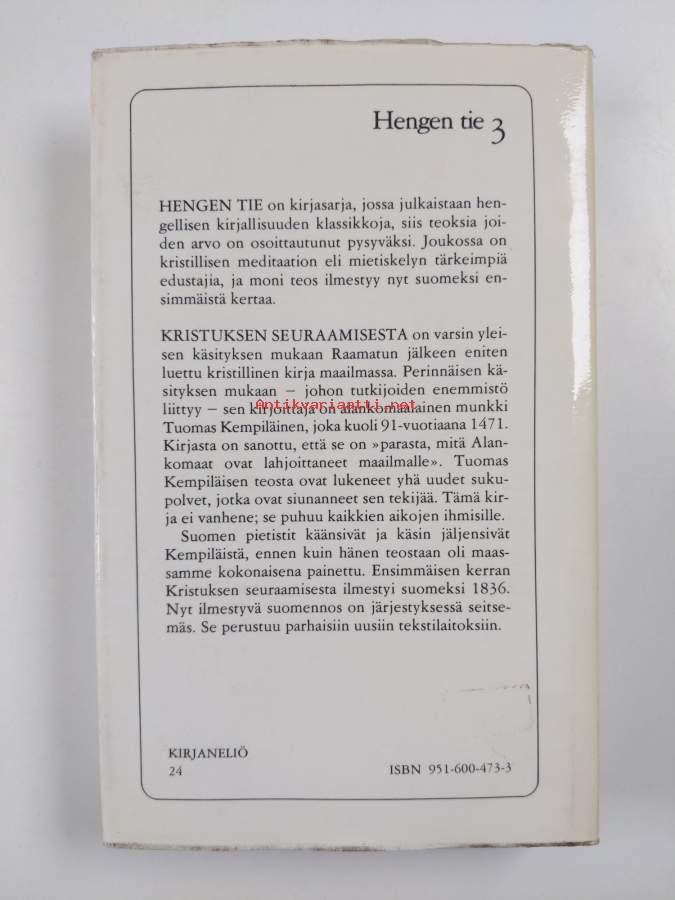 Hengen tie 3
HENGEN TIE on kirjasarja, jossa julkaistaan hen-
gellisen kirjallisuuden klassikkoja, siis teoksia joi-
den arvo on osoittautunut pysyväksi. Joukossa on
kristillisen meditaation eli mietiskelyn tärkeimpiä
edustajia, ja moni teos ilmestyy nyt suomeksi en-
simmäistä kertaa.
KRISTUKSEN SEURAAMISESTA on varsin ylei-
sen käsityksen mukaan Raamatun jälkeen eniten
luettu kristillinen kirja maailmassa. Perinnäisen kä-
sityksen mukaan – johon tutkijoiden enemmistö
liittyy – sen kirjoittaja on alankomaalainen munkki
Antikvariaatti.net
Tuomas Kempiläinen, joka kuoli 91-vuotiaana 1471.
Kirjasta on sanottu, että se on »parasta, mitä Alan-
komaat ovat lahjoittaneet maailmalle». Tuomas
Kempiläisen teosta ovat lukeneet yhä uudet suku-
polvet, jotka ovat siunanneet sen tekijää. Tämä kir-
ja ei vanhene; se puhuu kaikkien aikojen ihmisille.
Suomen pietistit käänsivät ja käsin jäljensivät
Kempiläistä, ennen kuin hänen teostaan oli maas-
samme kokonaisena painettu. Ensimmäisen kerran
Kristuksen seuraamisesta ilmestyi suomeksi 1836.
Nyt ilmestyvä suomennos on järjestyksessä seitse-
mäs. Se perustuu parhaisiin uusiin tekstilaitoksiin.
KIRJANELIÖ
24
ISBN 951-600-473-3